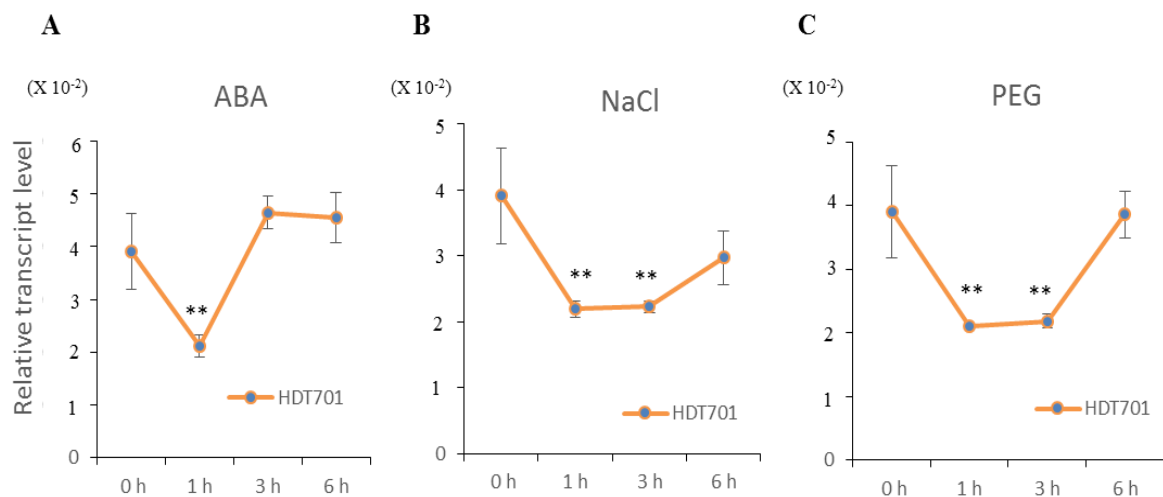 A
(X 10-2)
ABA
Relative transcript level
6
5
4
3
2
1
0
**
HDT701
0 h 1 h 3 h 6 h
B
(X 10-2)
NaCl
5
4
3
2
1
0
** **
HDT701
0 h 1 h 3 h 6 h
C
(X 10-2)
PEG
5
4
3
2
1
0
** **
HDT701
0 h 1 h 3 h 6 h